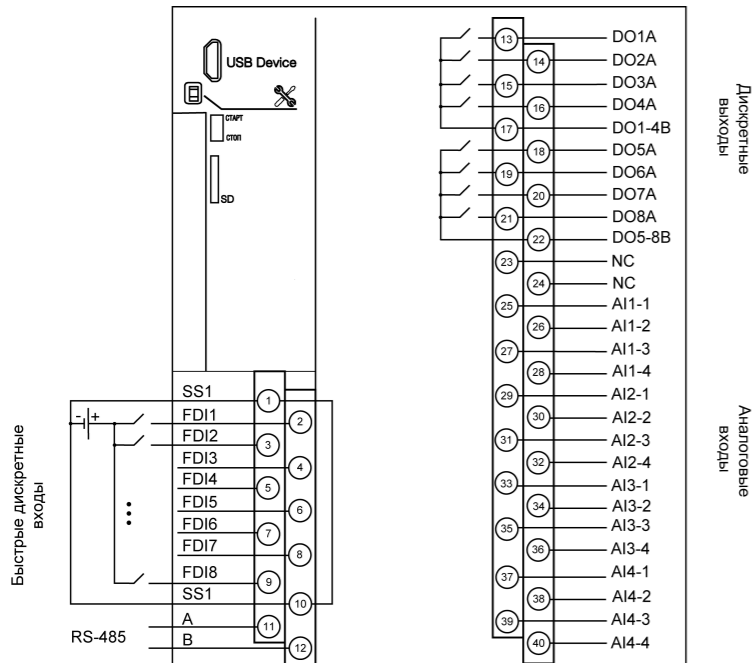 USB Device
СТАРТ
СТОП
SD
Быстрые дискретные
входы
- +
SS1 1
FDI1 2
FDI2 3
FDI3 4
FDI4 5
FDI5 6
FDI6 7
FDI7 8
FDI8 9
SS1 10
RS-485
A 11
B 12
13 DO1A
14 DO2A
15 DO3A
16 DO4A
17 DO1-4B
18 DO5A
19 DO6A
20 DO7A
21 DO8A
22 DO5-8B
23 NC
24 NC
25 AI1-1
26 AI1-2
27 AI1-3
28 AI1-4
29 AI2-1
30 AI2-2
31 AI2-3
32 AI2-4
33 AI3-1
34 AI3-2
35 AI3-3
36 AI3-4
37 AI4-1
38 AI4-2
39 AI4-3
40 AI4-4
Дискретные
выходы
Аналоговые
входы